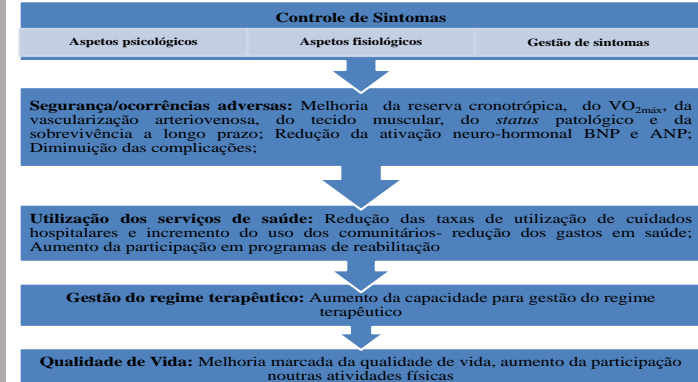 Controle de Sintomas
Aspetos psicológicos Aspetos fisiológicos Gestão de sintomas
Segurança/ocorrências adversas: Melhoria da reserva cronotrópica, do VO2máx, da
vascularização arteriovenosa, do tecido muscular, do status patológico e da
sobrevivência a longo prazo; Redução da ativação neuro-hormonal BNP e ANP;
Diminuição das complicações;
Utilização dos serviços de saúde: Redução das taxas de utilização de cuidados
hospitalares e incremento do uso dos comunitários- redução dos gastos em saúde;
Aumento da participação em programas de reabilitação
Gestão do regime terapêutico: Aumento da capacidade para gestão do regime
terapêutico
Qualidade de Vida: Melhoria marcada da qualidade de vida, aumento da participação
noutras atividades físicas